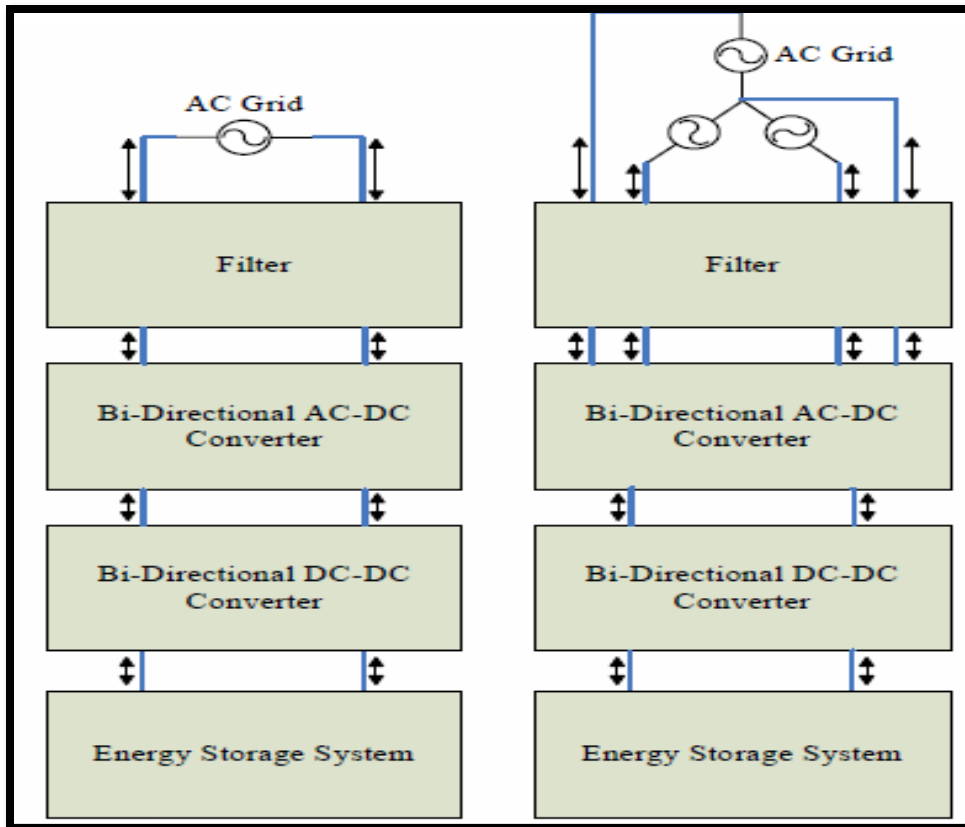 AC Grid
Filter
Bi-Directional AC-DC
Converter
Bi-Directional DC-DC
Converter
Energy Storage System
AC Grid
Filter
Bi-Directional AC-DC
Converter
Bi-Directional DC-DC
Converter
Energy Storage System